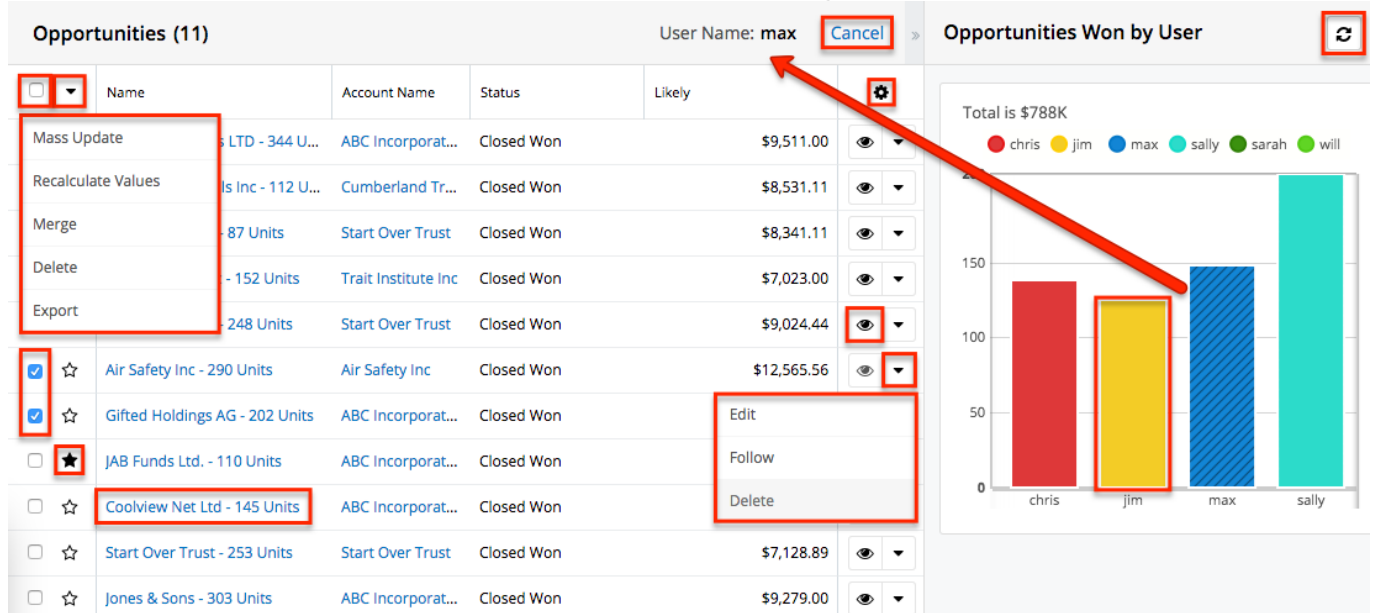 Opportunities (11)
User Name: max Cancel »
Name Account Name Status Likely
Mass Update
Recalculate Values
Merge
Delete
Export
LTD - 344 U... ABC Incorporat... Closed Won $9,511.00
ls Inc - 112 U... Cumberland Tr... Closed Won $8,531.11
- 87 Units Start Over Trust Closed Won $8,341.11
- 152 Units Trait Institute Inc Closed Won $7,023.00
- 248 Units Start Over Trust Closed Won $9,024.44
Air Safety Inc - 290 Units Air Safety Inc Closed Won $12,565.56
Gifted Holdings AG - 202 Units ABC Incorporat... Closed Won
JAB Funds Ltd. - 110 Units ABC Incorporat... Closed Won
Coolview Net Ltd - 145 Units ABC Incorporat... Closed Won
Edit
Follow
Delete
Start Over Trust - 253 Units Start Over Trust Closed Won $7,128.89
Jones & Sons - 303 Units ABC Incorporat... Closed Won $9,279.00
Opportunities Won by User
Total is $788K
chris jim max sally sarah will
150
100
50
0
chris jim max sally